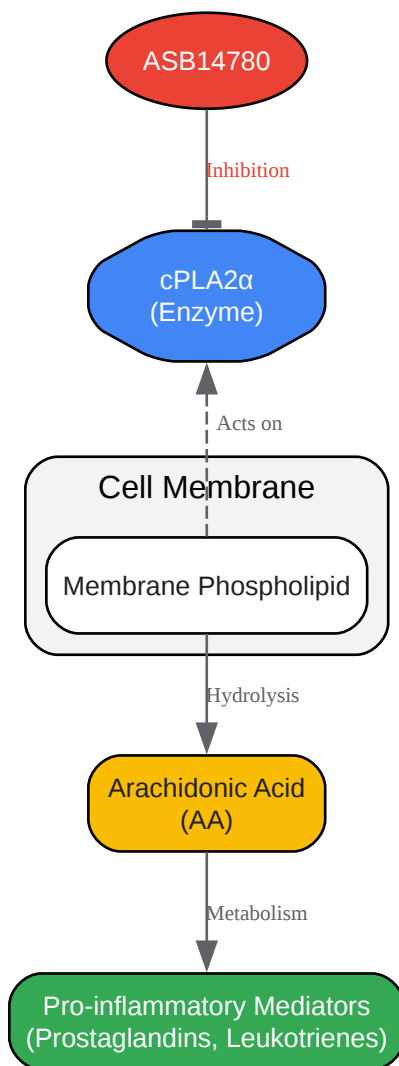 ASB14780
Inhibition
cPLA2α
(Enzyme)
Acts on
Cell Membrane
Membrane Phospholipid
Hydrolysis
Arachidonic Acid
(AA)
Metabolism
Pro-inflammatory Mediators
(Prostaglandins, Leukotrienes)